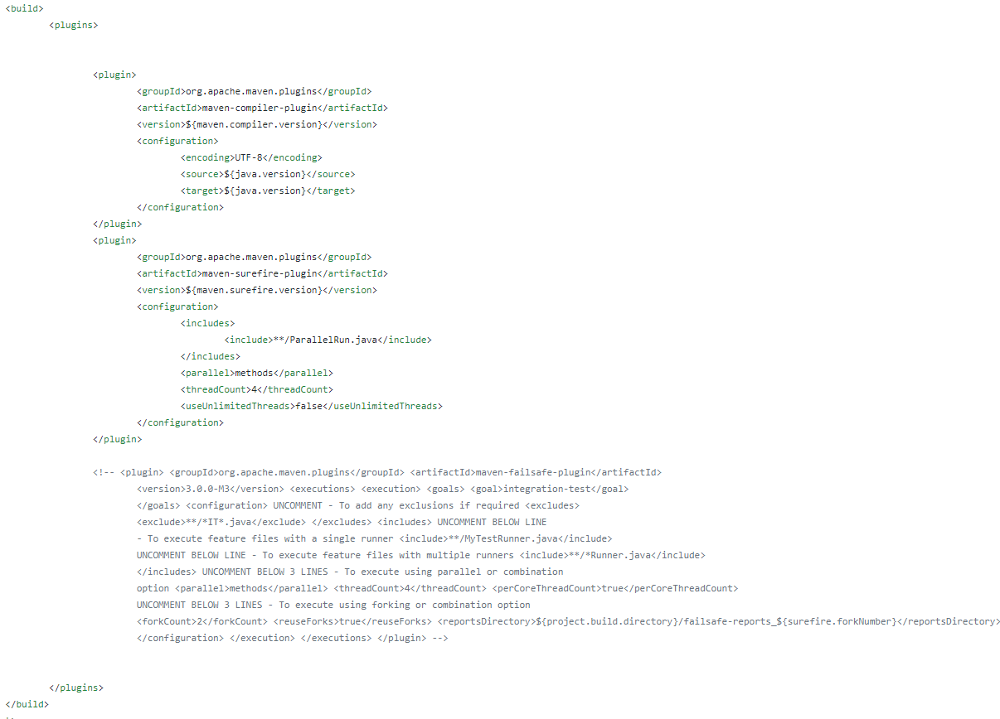 <build>
<plugins>
<plugin>
<groupId>org.apache.maven.plugins</groupId>
<artifactId>maven-compiler-plugin</artifactId>
<version>${maven.compiler.version}</version>
<configuration>
<encoding>UTF-8</encoding>
<source>${java.version}</source>
<target>${java.version}</target>
</configuration>
</plugin>
<plugin>
<groupId>org.apache.maven.plugins</groupId>
<artifactId>maven-surefire-plugin</artifactId>
<version>${maven.surefire.version}</version>
<configuration>
<includes>
<include>**/ParallelRun.java</include>
</includes>
<parallel>methods</parallel>
<threadCount>4</threadCount>
<useUnlimitedThreads>false</useUnlimitedThreads>
</configuration>
</plugin>
<!-- <plugin> <groupId>org.apache.maven.plugins</groupId> <artifactId>maven-failsafe-plugin</artifactId>
<version>3.0.0-M3</version> <executions> <execution> <goals> <goal>integration-test</goal>
</goals> <configuration> UNCOMMENT - To add any exclusions if required <excludes>
<exclude>**/*IT*.java</exclude> </excludes> <includes> UNCOMMENT BELOW LINE
- To execute feature files with a single runner <include>**/MyTestRunner.java</include>
UNCOMMENT BELOW LINE - To execute feature files with multiple runners <include>**/*Runner.java</include>
</includes> UNCOMMENT BELOW 3 LINES - To execute using parallel or combination
option <parallel>methods</parallel> <threadCount>4</threadCount> <perCoreThreadCount>true</perCoreThreadCount>
UNCOMMENT BELOW 3 LINES - To execute using forking or combination option
<forkCount>2</forkCount> <reuseForks>true</reuseForks> <reportsDirectory>${project.build.directory}/failsafe-reports_${surefire.forkNumber}</reportsDirectory>
</configuration> </execution> </executions> </plugin> -->
</plugins>
</build>